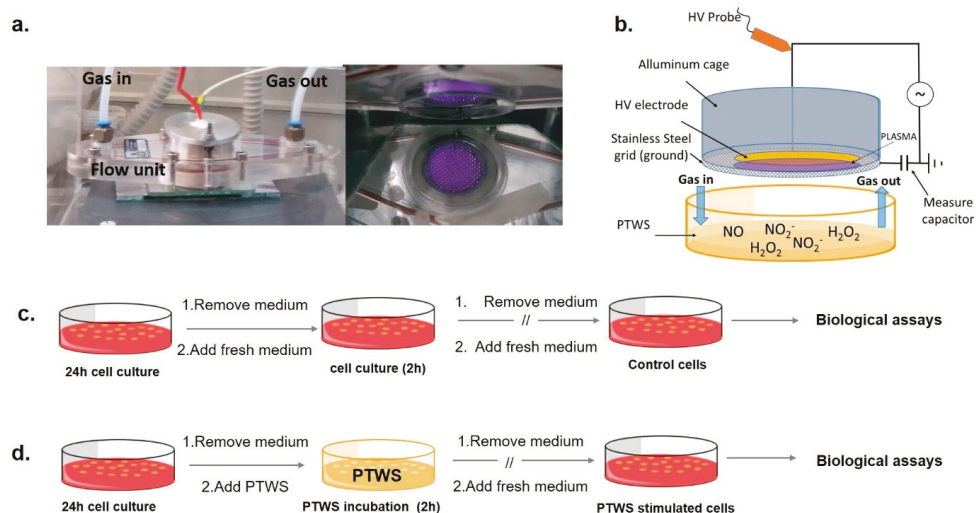 a.
Gas in
Gas out
Flow unit
b.
HV Probe
Alluminum cage
HV electrode
Stainless Steel
grid (ground)
PLASMA
~
Gas in
Gas out
Measure
capacitor
PTWS
NO NO2- H2O2
H2O2 NO2-
c.
1.Remove medium
2.Add fresh medium
24h cell culture
cell culture (2h)
1. Remove medium
//
2. Add fresh medium
Control cells
Biological assays
d.
1.Remove medium
2.Add PTWS
24h cell culture
PTWS
PTWS incubation (2h)
1.Remove medium
//
2.Add fresh medium
PTWS stimulated cells
Biological assays